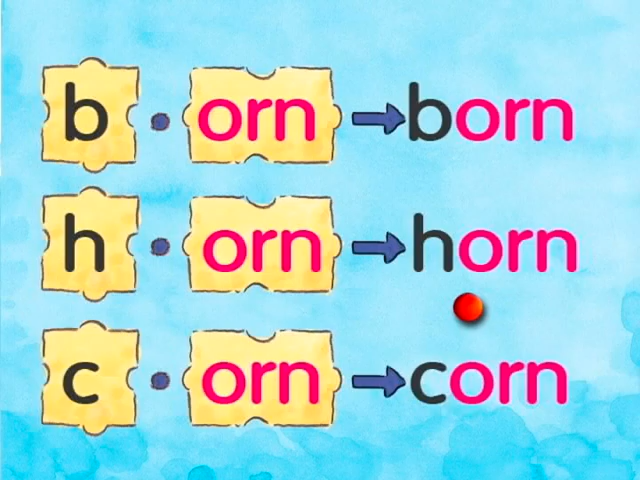 b • orn → born
h • orn → horn
c • orn → corn